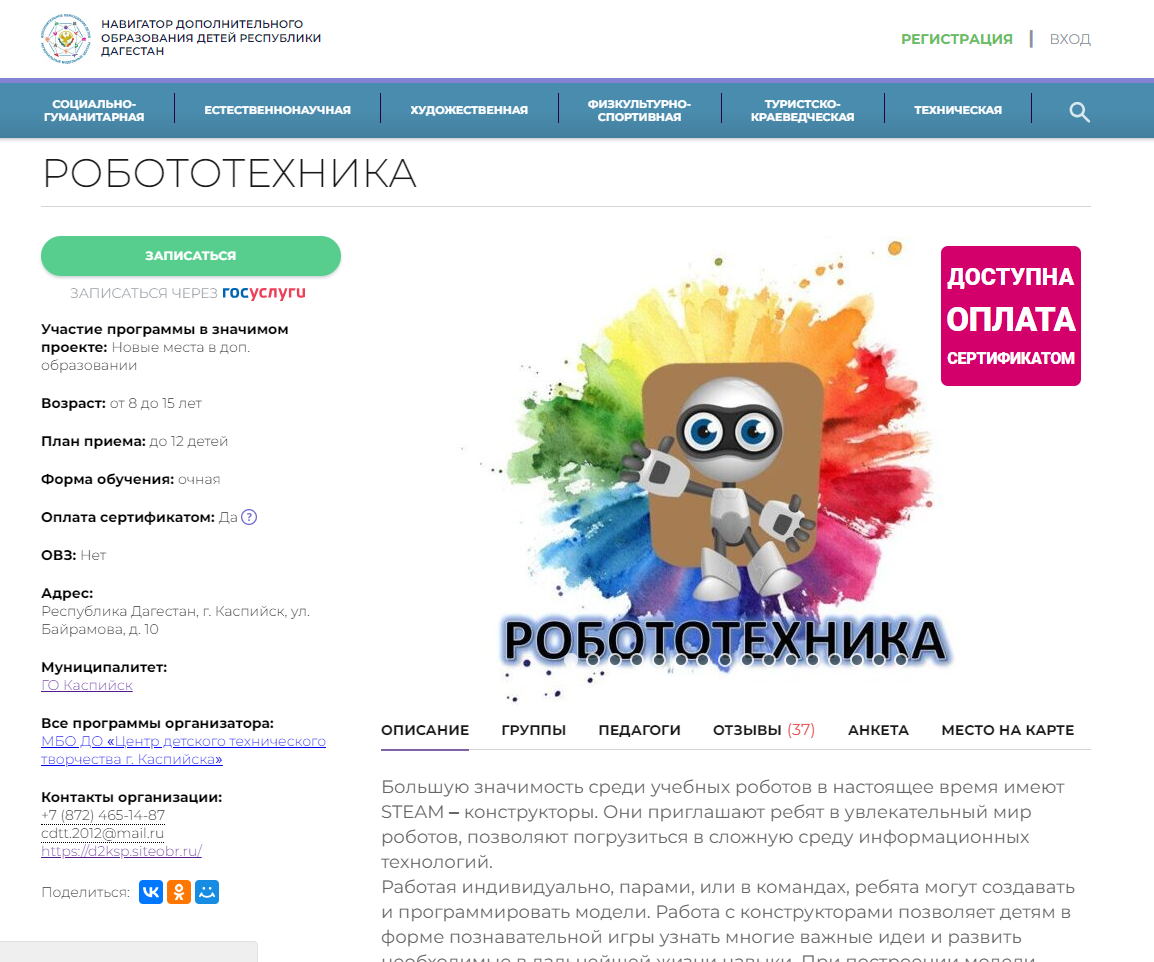 НАВИГАТОР ДОПОЛНИТЕЛЬНОГО
ОБРАЗОВАНИЯ ДЕТЕЙ РЕСПУБЛИКИ
ДАГЕСТАН
РЕГИСТРАЦИЯ | ВХОД
СОЦИАЛЬНО-
ГУМАНИТАРНАЯ
ЕСТЕСТВЕННОНАУЧНАЯ
ХУДОЖЕСТВЕННАЯ
ФИЗКУЛЬТУРНО-
СПОРТИВНАЯ
ТУРИСТСКО-
КРАЕВЕДЧЕСКАЯ
ТЕХНИЧЕСКАЯ
РОБОТОТЕХНИКА
ЗАПИСАТЬСЯ
ЗАПИСАТЬСЯ ЧЕРЕЗ госуслуги
Участие программы в значимом
проекте: Новые места в доп.
образовании
Возраст: от 8 до 15 лет
План приема: до 12 детей
Форма обучения: очная
Оплата сертификатом: Да ?
ОВЗ: Нет
Адрес:
Республика Дагестан, г. Каспийск, ул.
Байрамова, д. 10
Муниципалитет:
ГО Каспийск
Все программы организатора:
МБО ДО «Центр детского технического
творчества г. Каспийска»
Контакты организации:
+7 (872) 465-14-87
cdtt.2012@mail.ru
https://d2ksp.siteobr.ru/
Поделиться:
ДОСТУПНА
ОПЛАТА
СЕРТИФИКАТОМ
РОБОТОТЕХНИКА
ОПИСАНИЕ ГРУППЫ ПЕДАГОГИ ОТЗЫВЫ (37) АНКЕТА МЕСТО НА КАРТЕ
Большую значимость среди учебных роботов в настоящее время имеют
STEAM – конструкторы. Они приглашают ребят в увлекательный мир
роботов, позволяют погрузиться в сложную среду информационных
технологий.
Работая индивидуально, парами, или в командах, ребята могут создавать
и программировать модели. Работа с конструкторами позволяет детям в
форме познавательной игры узнать многие важные идеи и развить
необходимые в дальнейшей жизни навыки. При построении модели